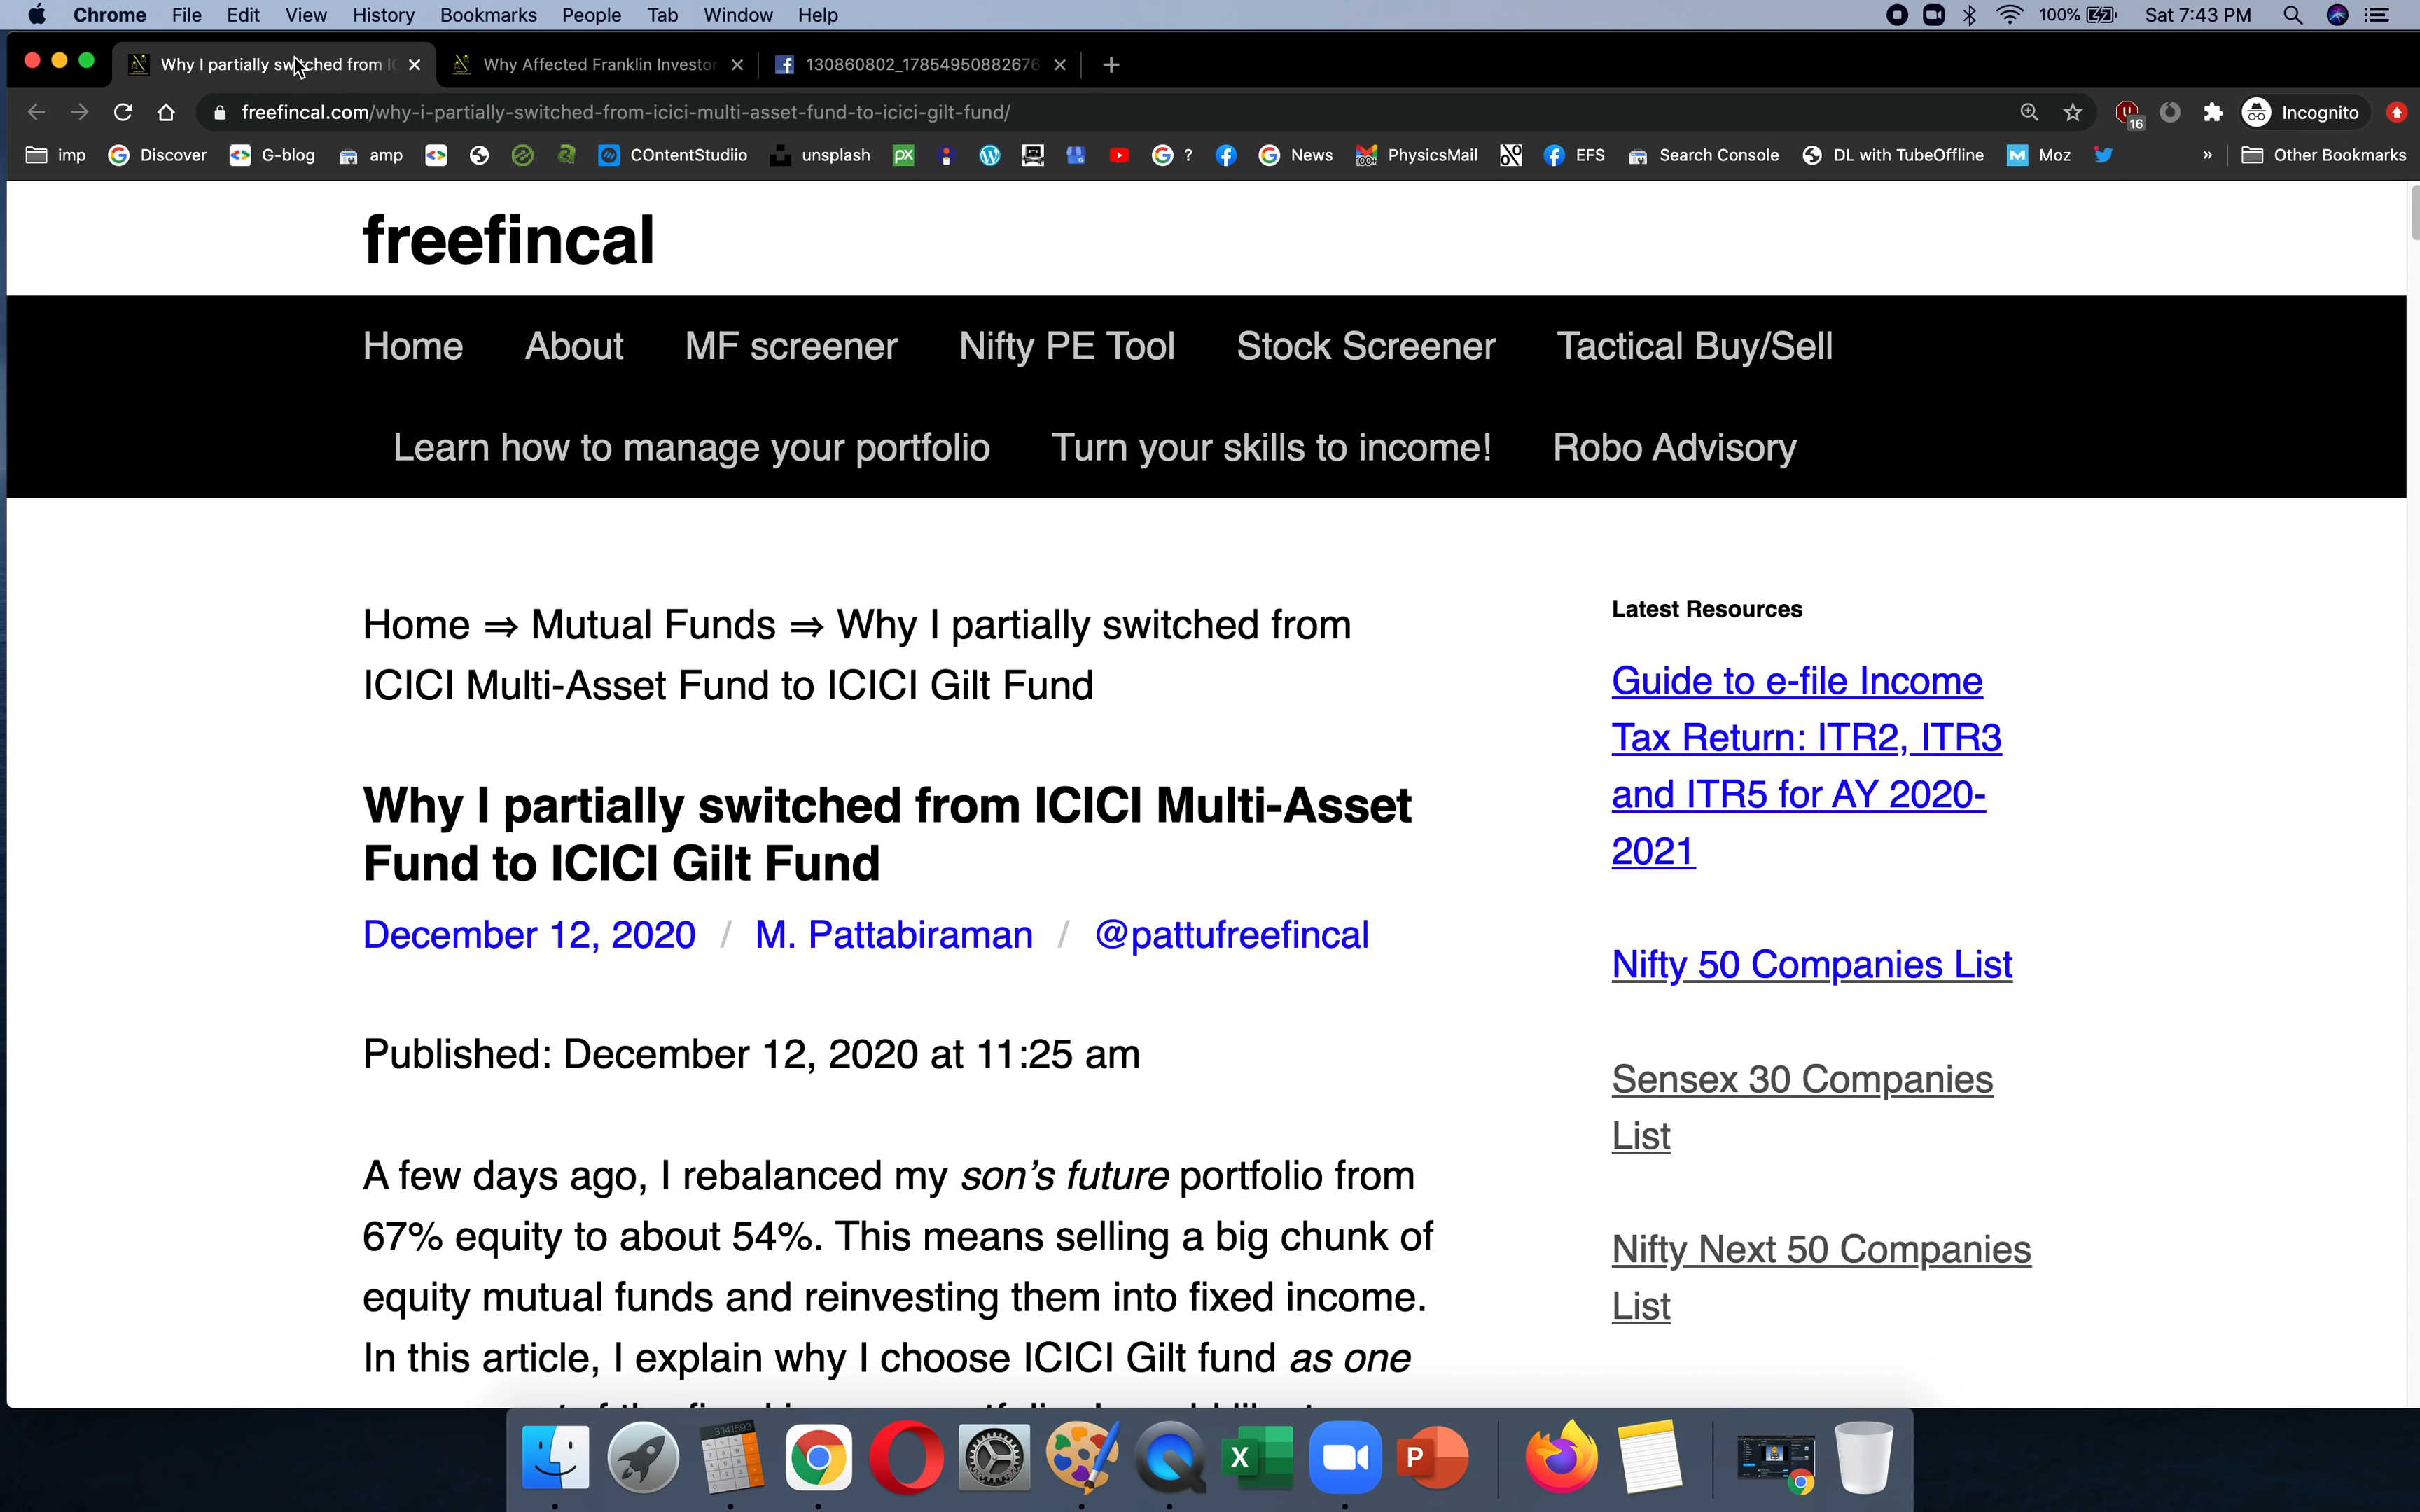 Chrome File Edit View History Bookmarks People Tab Window Help 100% Sat 7:43 PM
Why I partially switched from Why Affected Franklin Investor 130860802_17854950882676
freefincal.com/why-i-partially-switched-from-icici-multi-asset-fund-to-icici-gilt-fund/ 16 Incognito
imp Discover G-blog amp COntentStudiio unsplash px ? News 100+ PhysicsMail EFS Search Console DL with TubeOffline M Moz » Other Bookmarks
freefincal
Home About MF screener Nifty PE Tool Stock Screener Tactical Buy/Sell
Learn how to manage your portfolio Turn your skills to income! Robo Advisory
Home ⇒ Mutual Funds ⇒ Why I partially switched from
ICICI Multi-Asset Fund to ICICI Gilt Fund
Why I partially switched from ICICI Multi-Asset
Fund to ICICI Gilt Fund
December 12, 2020 / M. Pattabiraman / @pattufreefincal
Published: December 12, 2020 at 11:25 am
A few days ago, I rebalanced my son's future portfolio from
67% equity to about 54%. This means selling a big chunk of
equity mutual funds and reinvesting them into fixed income.
In this article, I explain why I choose ICICI Gilt fund as one
Latest Resources
Guide to e-file Income
Tax Return: ITR2, ITR3
and ITR5 for AY 2020-
2021
Nifty 50 Companies List
Sensex 30 Companies
List
Nifty Next 50 Companies
List
3.141593
X
P